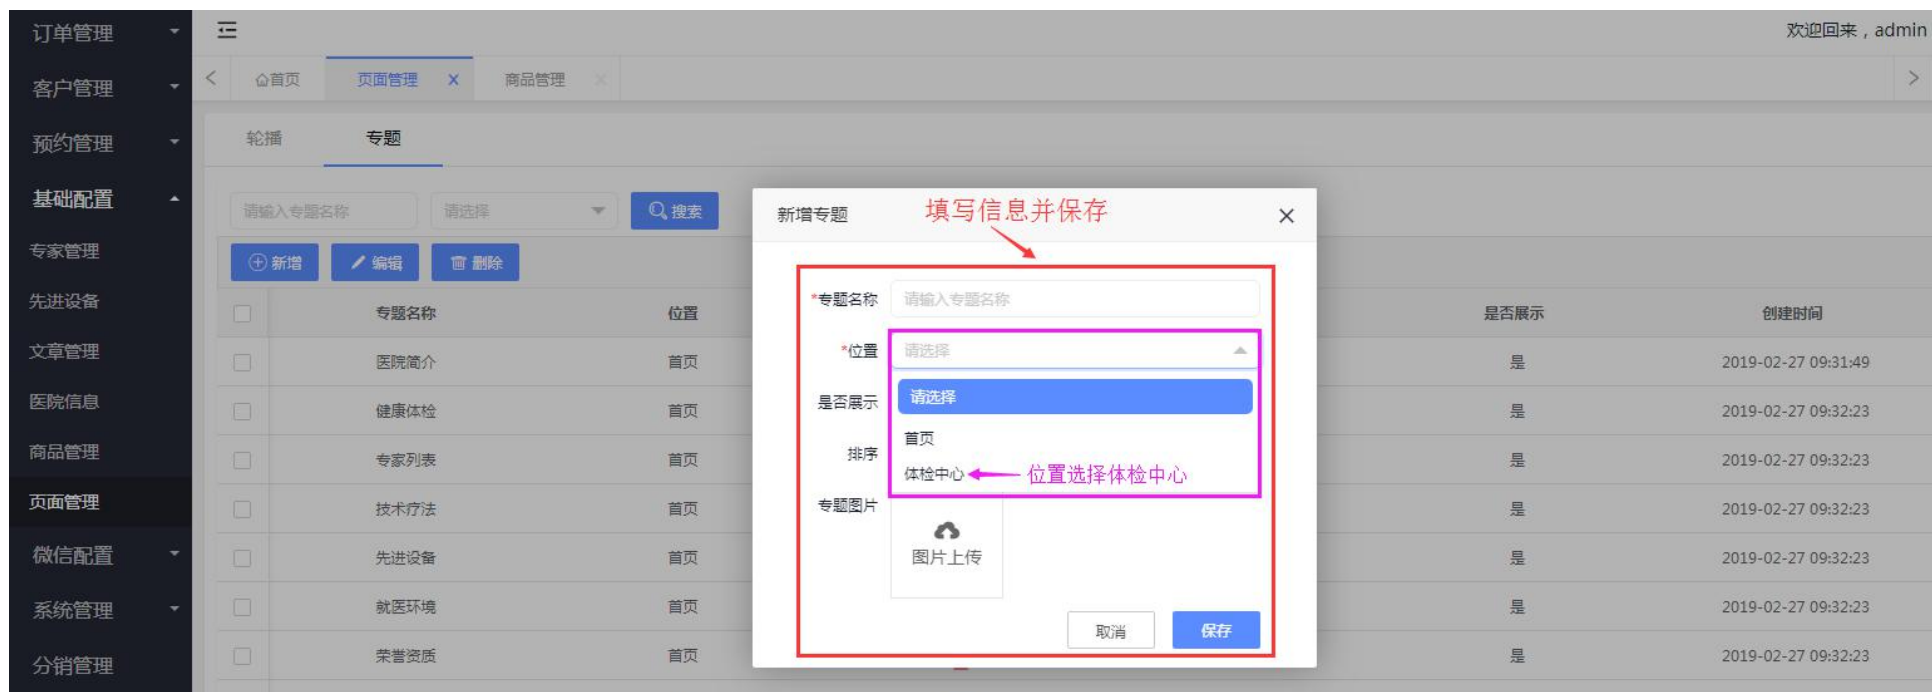 订单管理
欢迎回来，admin
客户管理
首页 页面管理 商品管理
预约管理
轮播 专题
基础配置
请输入专题名称 请选择 搜索
新增专题 填写信息并保存
专家管理
新增 编辑 删除
先进设备
*专题名称 请输入专题名称
专题名称 位置 是否展示 创建时间
文章管理
*位置 请选择
医院简介 首页 是 2019-02-27 09:31:49
医院信息
是否展示 请选择
健康体检 首页 是 2019-02-27 09:32:23
首页
商品管理
排序
专家列表 首页 是 2019-02-27 09:32:23
体检中心 位置选择体检中心
页面管理
专题图片
技术疗法 首页 是 2019-02-27 09:32:23
微信配置
先进设备 首页 图片上传 是 2019-02-27 09:32:23
系统管理
就医环境 首页 是 2019-02-27 09:32:23
取消 保存
分销管理
荣誉资质 首页 是 2019-02-27 09:32:23